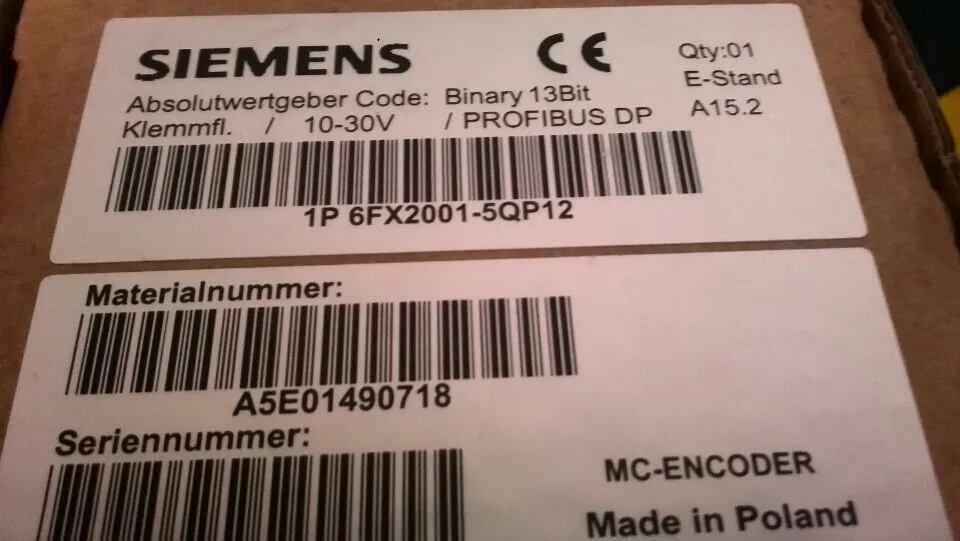 SIEMENS CE Qty:01
Absolutwertgeber Code: Binary 13Bit E-Stand
Klemmfl. / 10-30V / PROFIBUS DP A15.2
1P 6FX2001-5QP12
Materialnummer:
A5E01490718
Seriennummer:
MC-ENCODER
Made in Poland